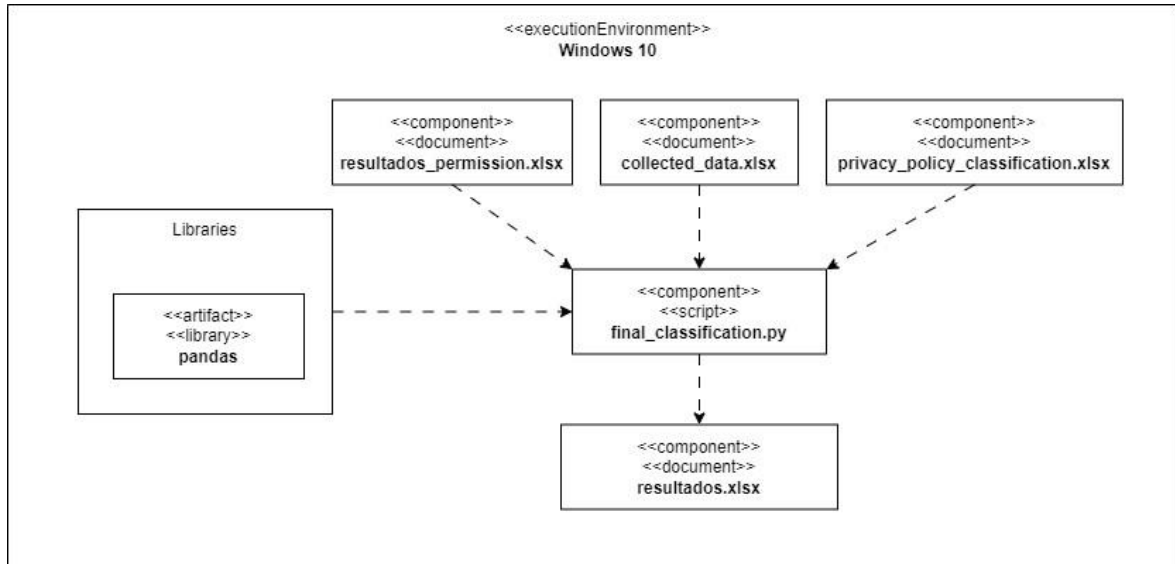 <<executionEnvironment>>
Windows 10
<<component>>
<<document>>
resultados_permission.xlsx
<<component>>
<<document>>
collected_data.xlsx
<<component>>
<<document>>
privacy_policy_classification.xlsx
Libraries
<<artifact>>
<<library>>
pandas
<<component>>
<<script>>
final_classification.py
<<component>>
<<document>>
resultados.xlsx